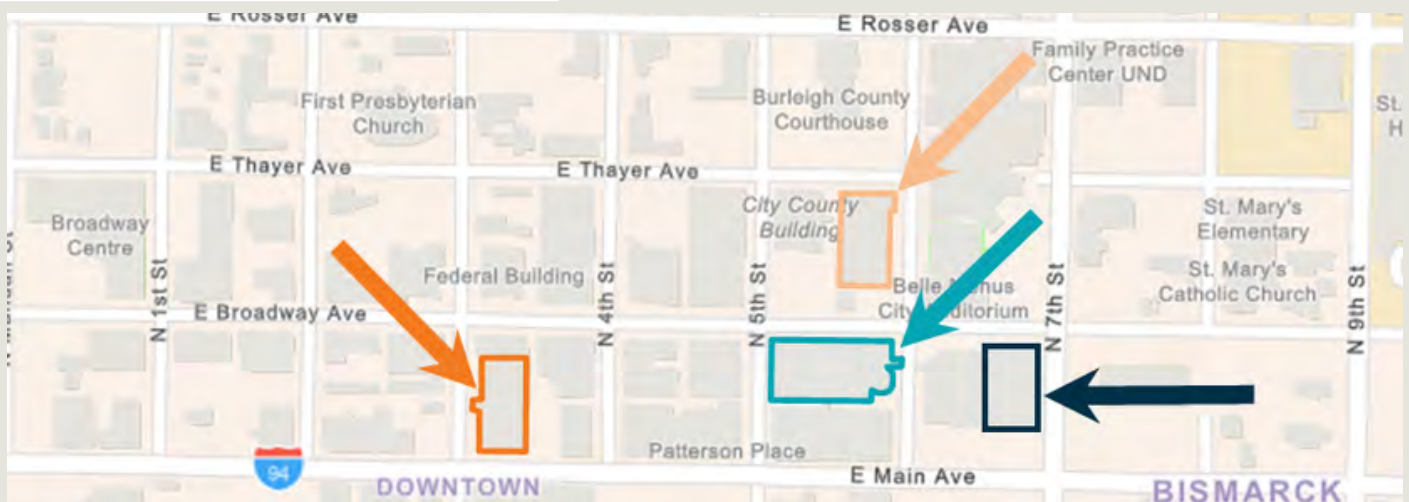 E Rosser Ave
E Rosser Ave
Family Practice
Center UND
First Presbyterian
Church
Burleigh County
Courthouse
St.
H
E Thayer Ave
E Thayer Ave
Broadway
Centre
City County
Building
St. Mary's
Elementary
Federal Building
St. Mary's
Catholic Church
N 1st St
N 4th St
N 5th St
N 7th St
N 9th St
E Broadway Ave
Patterson Place
E Main Ave
94
DOWNTOWN
BISMARCK